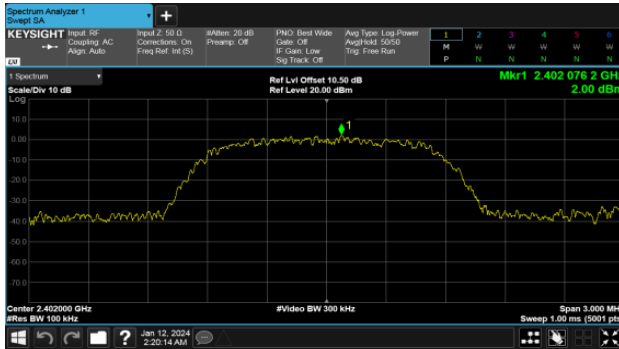 Spectrum Analyzer 1
Swept SA
+
KEYSIGHT Input: RF Input Z: 50 Ω #Atten: 20 dB PNO: Best Wide Avg Type: Log-Power 1 2 3 4 5 6
Coupling: AC Corrections: On Preamp: Off Gate: Off Avg|Hold: 50/50 M W W W W W
Align: Auto Freq Ref: Int (S) IF Gain: Low Trig: Free Run
Sig Track: Off P N N N N N
LXI
1 Spectrum Ref Lvl Offset 10.50 dB Mkr1 2.402 076 2 GHz
Scale/Div 10 dB Ref Level 20.00 dBm 2.00 dBm
Log
1
10.0
0.00
-10.0
-20.0
-30.0
-40.0
-50.0
-60.0
-70.0
Center 2.402000 GHz #Video BW 300 kHz Span 3.000 MH
#Res BW 100 kHz Sweep 1.00 ms (5001 pts
? Jan 12, 2024
2:20:14 AM